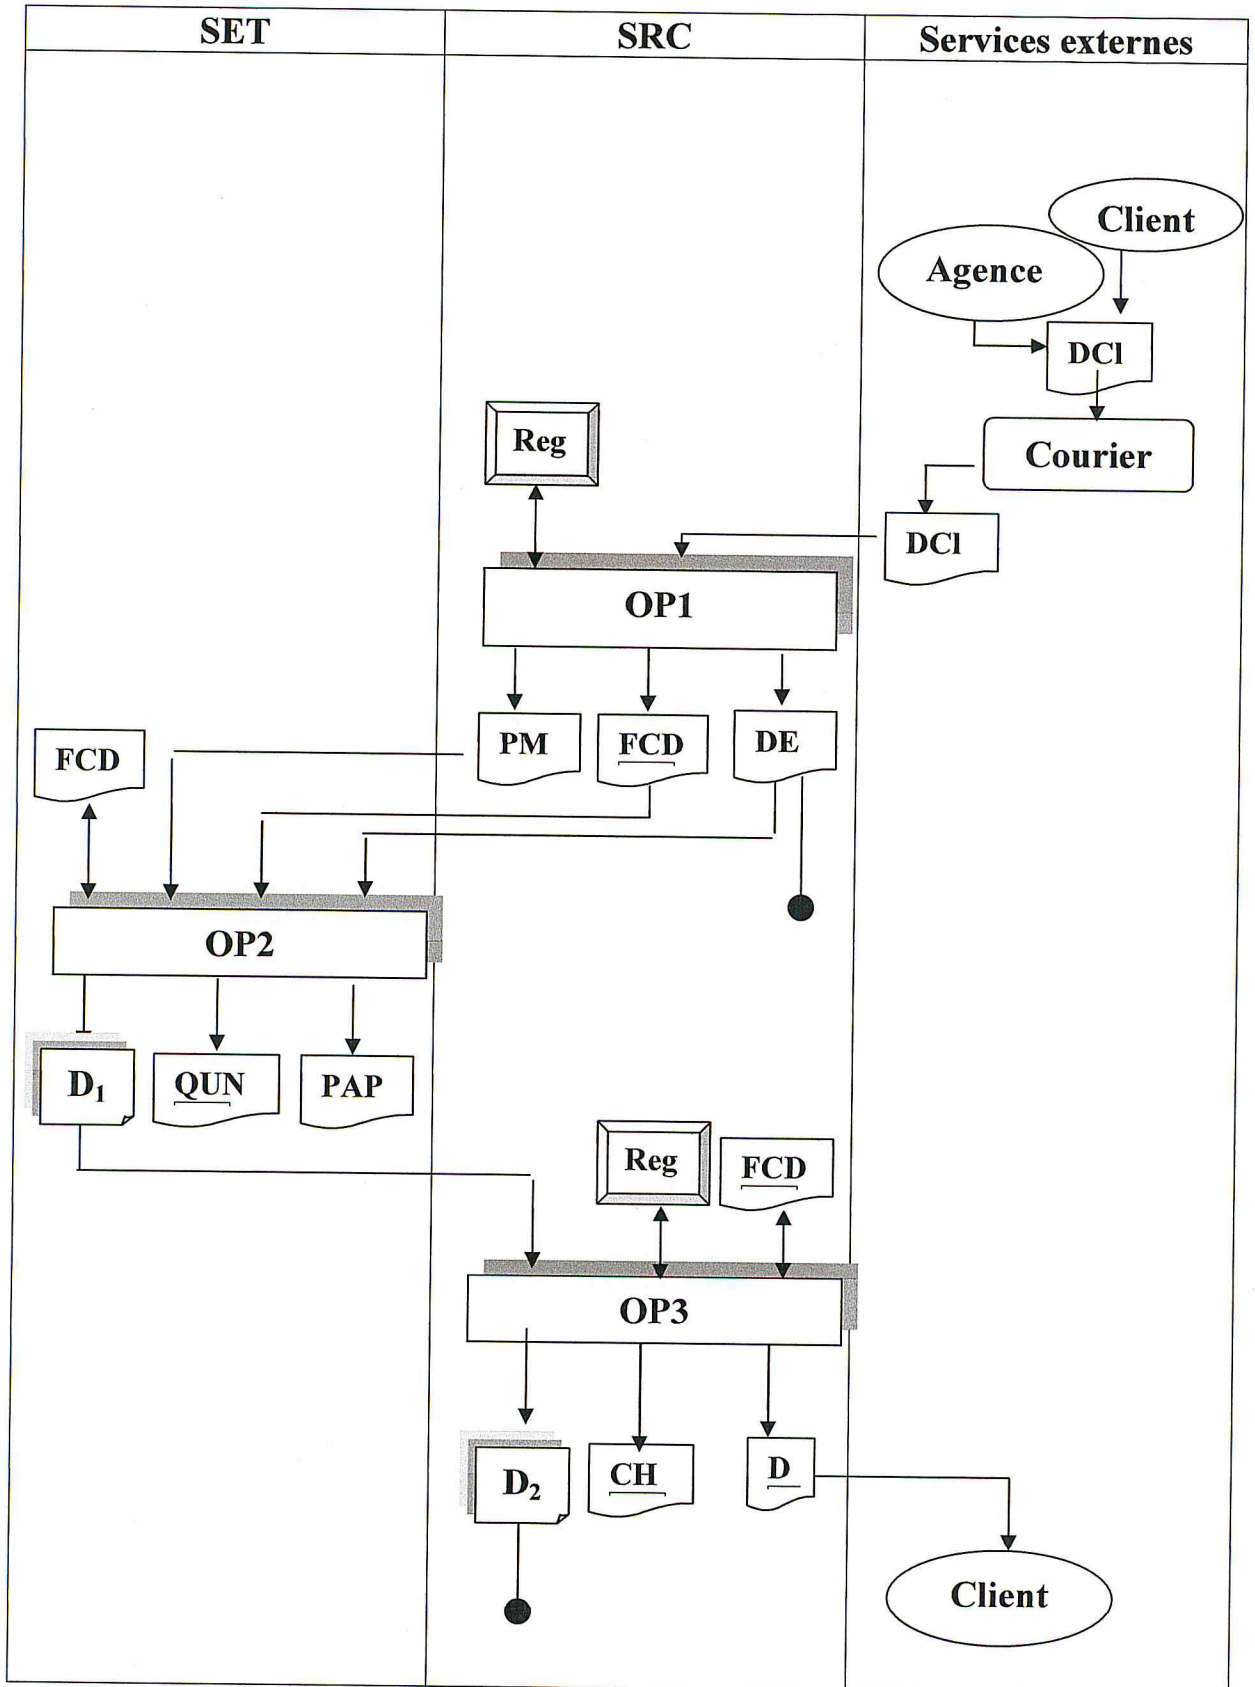 SET
SRC
Services externes
Client
Agence
DCl
Reg
Courier
DCl
OP1
PM
FCD
DE
FCD
OP2
D₁
QUN
PAP
Reg
FCD
OP3
D₂
CH
D
Client